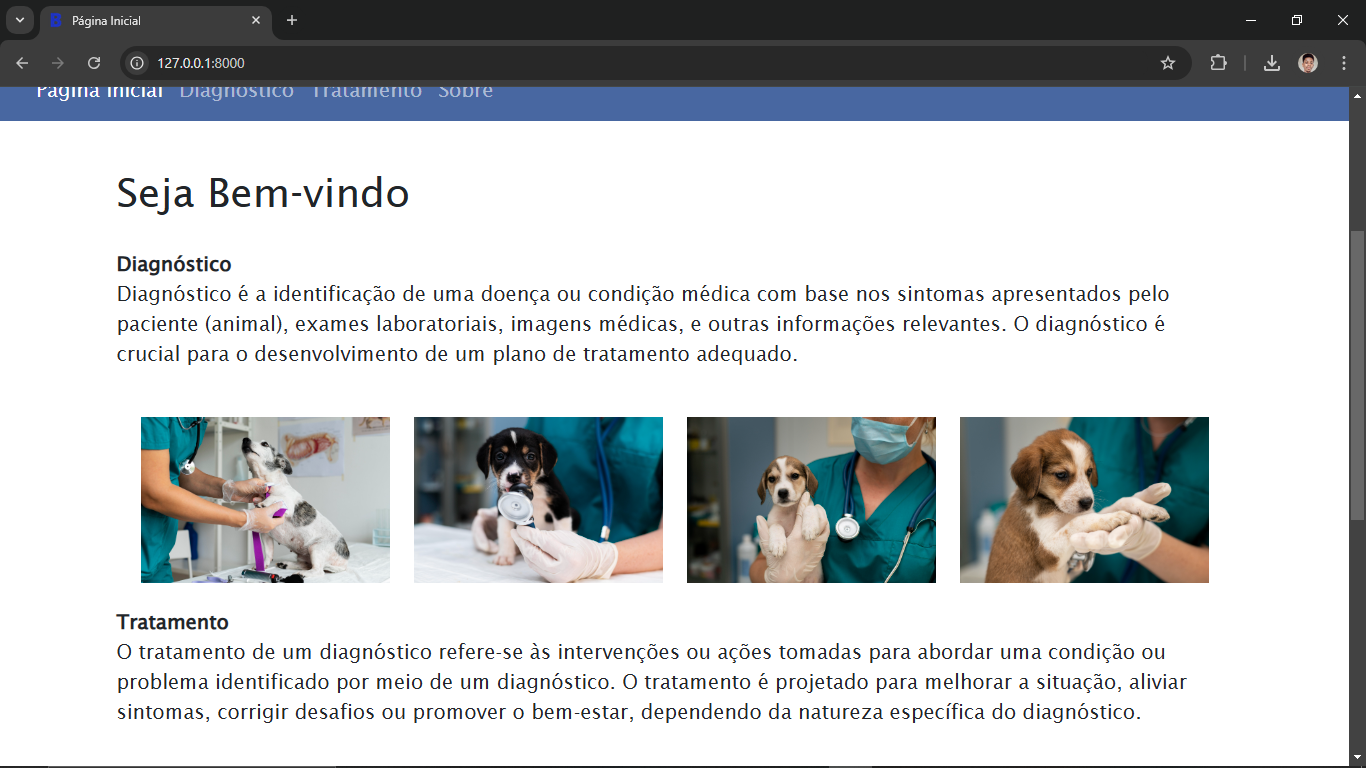 Página Inicial
127.0.0.1:8000
Página Inicial Diagnóstico Tratamento Sobre
Seja Bem-vindo
Diagnóstico
Diagnóstico é a identificação de uma doença ou condição médica com base nos sintomas apresentados pelo
paciente (animal), exames laboratoriais, imagens médicas, e outras informações relevantes. O diagnóstico é
crucial para o desenvolvimento de um plano de tratamento adequado.
Tratamento
O tratamento de um diagnóstico refere-se às intervenções ou ações tomadas para abordar uma condição ou
problema identificado por meio de um diagnóstico. O tratamento é projetado para melhorar a situação, aliviar
sintomas, corrigir desafios ou promover o bem-estar, dependendo da natureza específica do diagnóstico.